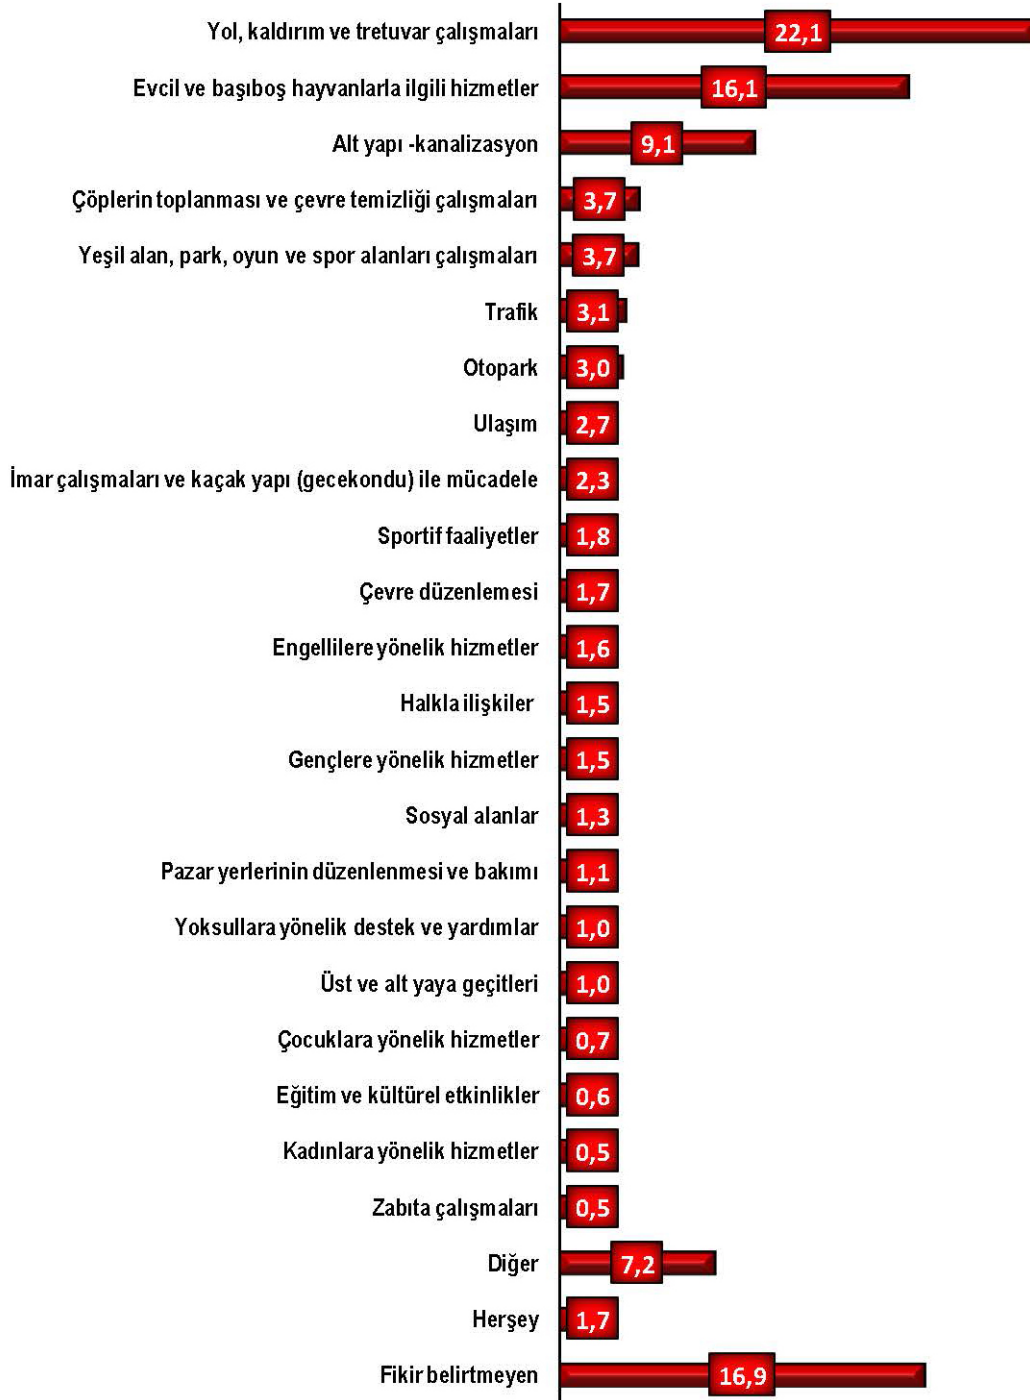 Yol, kaldırım ve tretuvar çalışmaları 22,1
Evcil ve başıboş hayvanlarla ilgili hizmetler 16,1
Alt yapı -kanalizasyon 9,1
Çöplerin toplanması ve çevre temizliği çalışmaları 3,7
Yeşil alan, park, oyun ve spor alanları çalışmaları 3,7
Trafik 3,1
Otopark 3,0
Ulaşım 2,7
İmar çalışmaları ve kaçak yapı (gecekondu) ile mücadele 2,3
Sportif faaliyetler 1,8
Çevre düzenlemesi 1,7
Engellilere yönelik hizmetler 1,6
Halkla ilişkiler 1,5
Gençlere yönelik hizmetler 1,5
Sosyal alanlar 1,3
Pazar yerlerinin düzenlenmesi ve bakımı 1,1
Yoksullara yönelik destek ve yardımlar 1,0
Üst ve alt yaya geçitleri 1,0
Çocuklara yönelik hizmetler 0,7
Eğitim ve kültürel etkinlikler 0,6
Kadınlara yönelik hizmetler 0,5
Zabıta çalışmaları 0,5
Diğer 7,2
Herşey 1,7
Fikir belirtmeyen 16,9